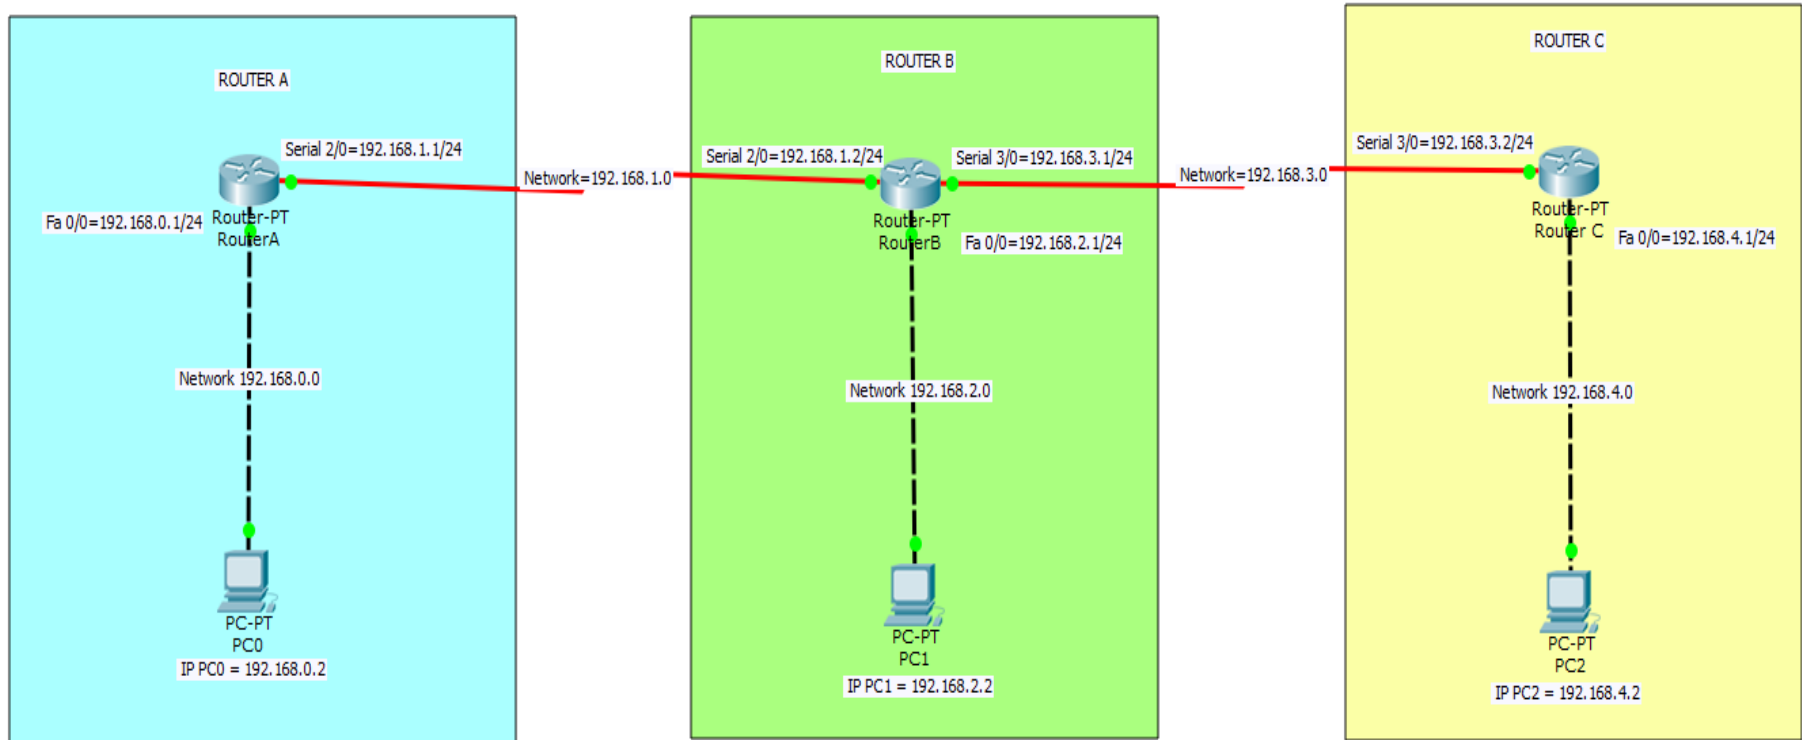 ROUTER A
Serial 2/0=192.168.1.1/24
Fa 0/0=192.168.0.1/24
Router-PT
RouterA
Network 192.168.0.0
PC-PT
PC0
IP PC0 = 192.168.0.2
Network=192.168.1.0
ROUTER B
Serial 2/0=192.168.1.2/24
Serial 3/0=192.168.3.1/24
Router-PT
RouterB
Fa 0/0=192.168.2.1/24
Network 192.168.2.0
PC-PT
PC1
IP PC1 = 192.168.2.2
Network=192.168.3.0
ROUTER C
Serial 3/0=192.168.3.2/24
Router-PT
Router C
Fa 0/0=192.168.4.1/24
Network 192.168.4.0
PC-PT
PC2
IP PC2 = 192.168.4.2